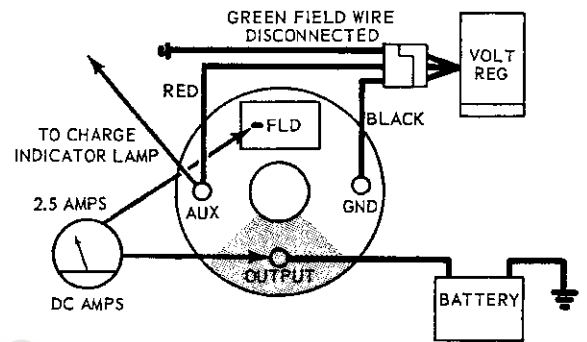 GREEN FIELD WIRE
DISCONNECTED
VOLT
REG
RED
BLACK
FLD
TO CHARGE
INDICATOR LAMP
2.5 AMPS
AUX
GND
OUTPUT
DC AMPS
BATTERY